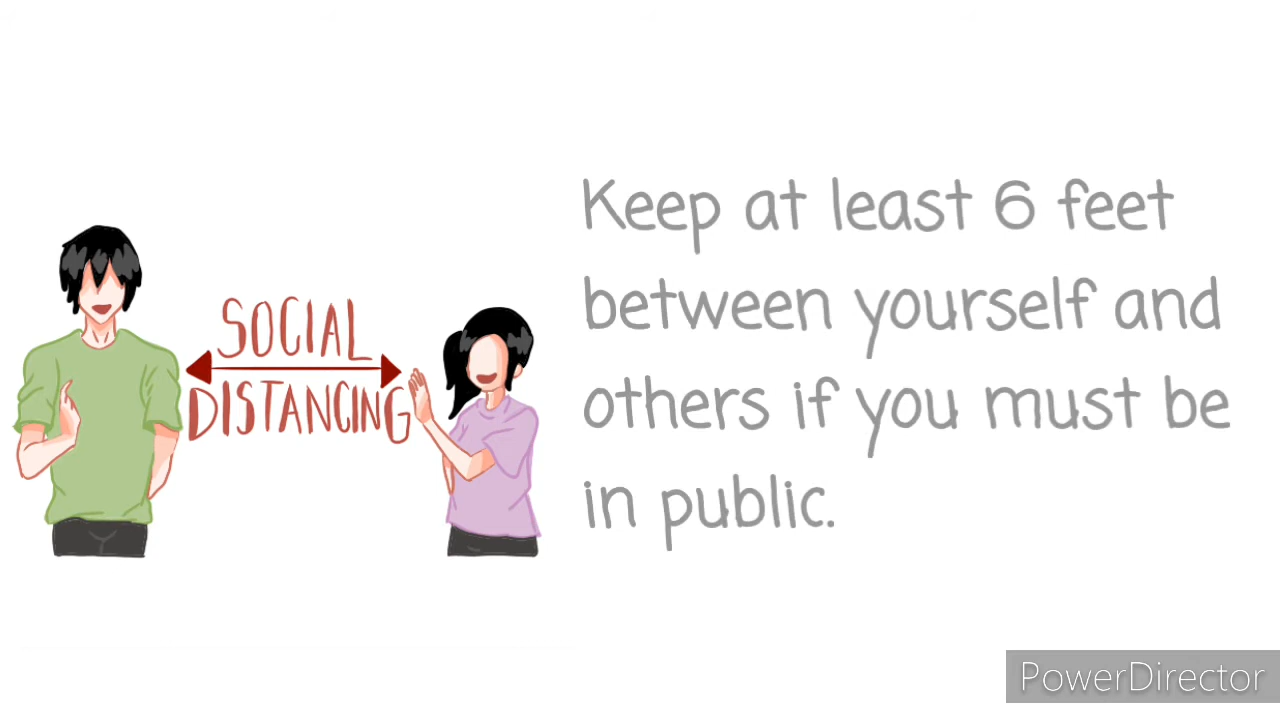 SOCIAL
DISTANCING
Keep at least 6 feet
between yourself and
others if you must be
in public.
PowerDirector